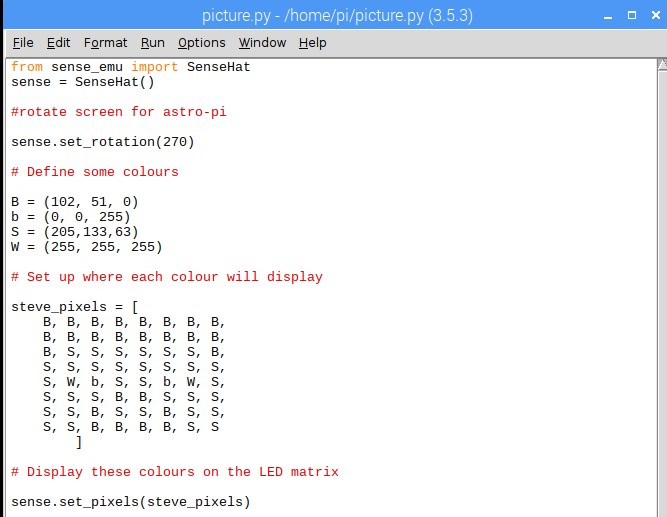 picture.py - /home/pi/picture.py (3.5.3)
File Edit Format Run Options Window Help
from sense_emu import SenseHat
sense = SenseHat()
#rotate screen for astro-pi
sense.set_rotation(270)
# Define some colours
B = (102, 51, 0)
b = (0, 0, 255)
S = (205,133,63)
W = (255, 255, 255)
# Set up where each colour will display
steve_pixels = [
    B, B, B, B, B, B, B, B,
    B, B, B, B, B, B, B, B,
    B, S, S, S, S, S, S, B,
    S, S, S, S, S, S, S, S,
    S, W, b, S, S, b, W, S,
    S, S, S, B, B, S, S, S,
    S, S, B, S, S, B, S, S,
    S, S, B, B, B, B, S, S
        ]
# Display these colours on the LED matrix
sense.set_pixels(steve_pixels)